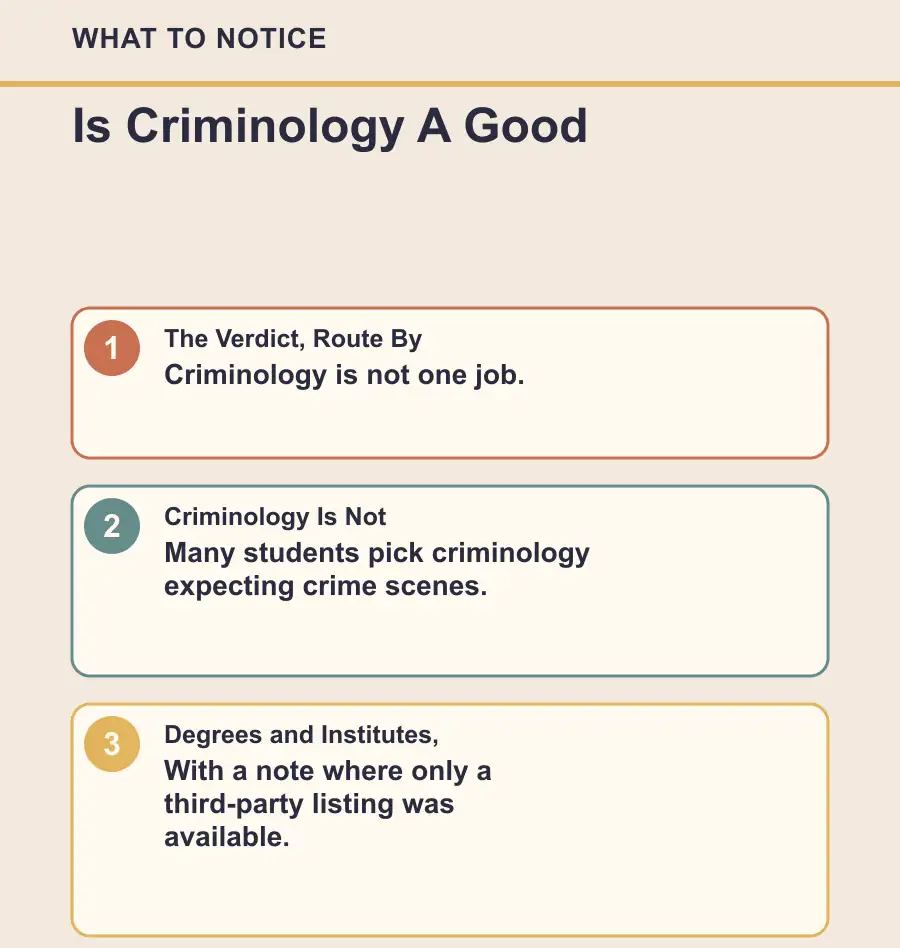 WHAT TO NOTICE
Is Criminology A Good
1
The Verdict, Route By
Criminology is not one job.
2
Criminology Is Not
Many students pick criminology
expecting crime scenes.
3
Degrees and Institutes,
With a note where only a
third-party listing was
available.